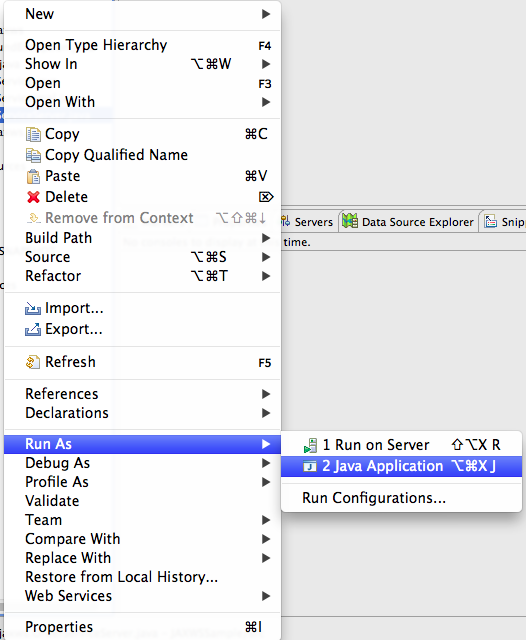 New
Open Type Hierarchy F4
Show In ⌥⌘W
Open F3
Open With
Copy ⌘C
Copy Qualified Name
Paste ⌘V
Delete ⌦
Remove from Context ⌥⇧⌘↓
Build Path
Source ⌥⌘S
Refactor ⌥⌘T
Import...
Export...
Refresh F5
References
Declarations
Run As
Debug As
Profile As
Validate
Team
Compare With
Replace With
Restore from Local History...
Web Services
Properties ⌘I
Servers Data Source Explorer Snipp
time.
1 Run on Server ⇧⌥X R
2 Java Application ⌥⌘X J
Run Configurations...